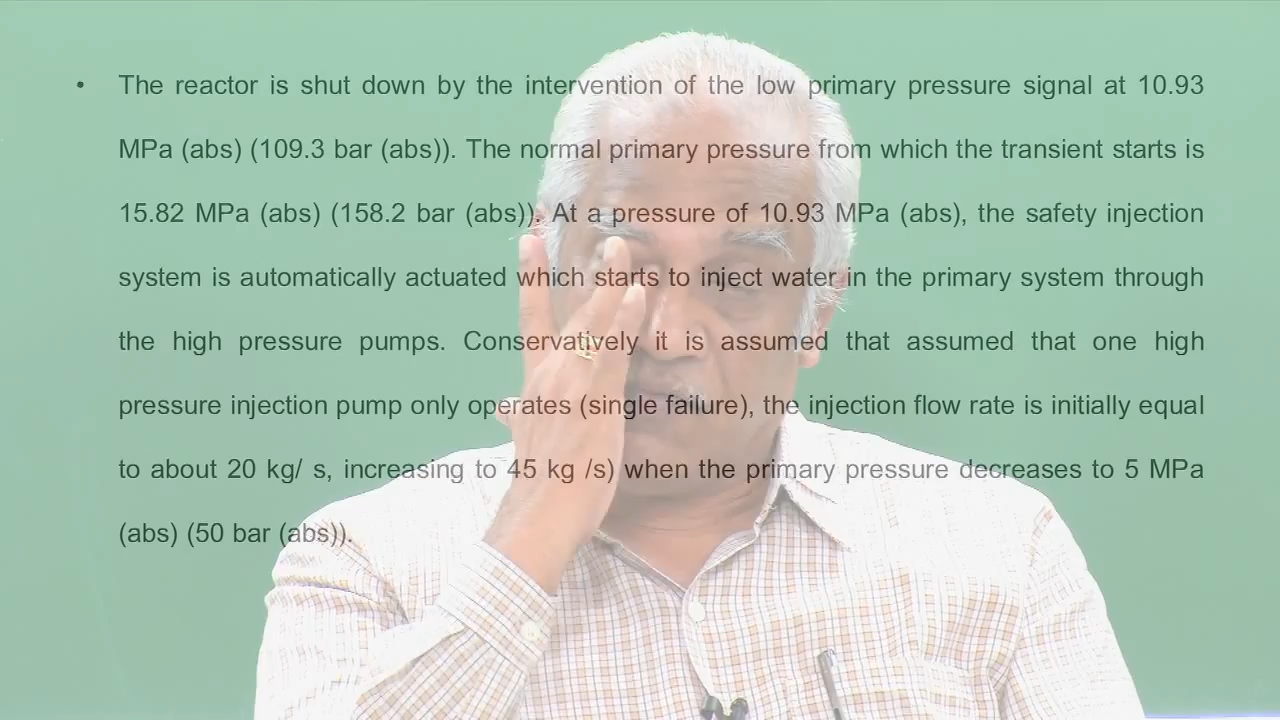 • The reactor is shut down by the intervention of the low primary pressure signal at 10.93
MPa (abs) (109.3 bar (abs)). The normal primary pressure from which the transient starts is
15.82 MPa (abs) (158.2 bar (abs)). At a pressure of 10.93 MPa (abs), the safety injection
system is automatically actuated which starts to inject water in the primary system through
the high pressure pumps. Conservatively it is assumed that assumed that one high
pressure injection pump only operates (single failure), the injection flow rate is initially equal
to about 20 kg/ s, increasing to 45 kg /s) when the primary pressure decreases to 5 MPa
(abs) (50 bar (abs)).